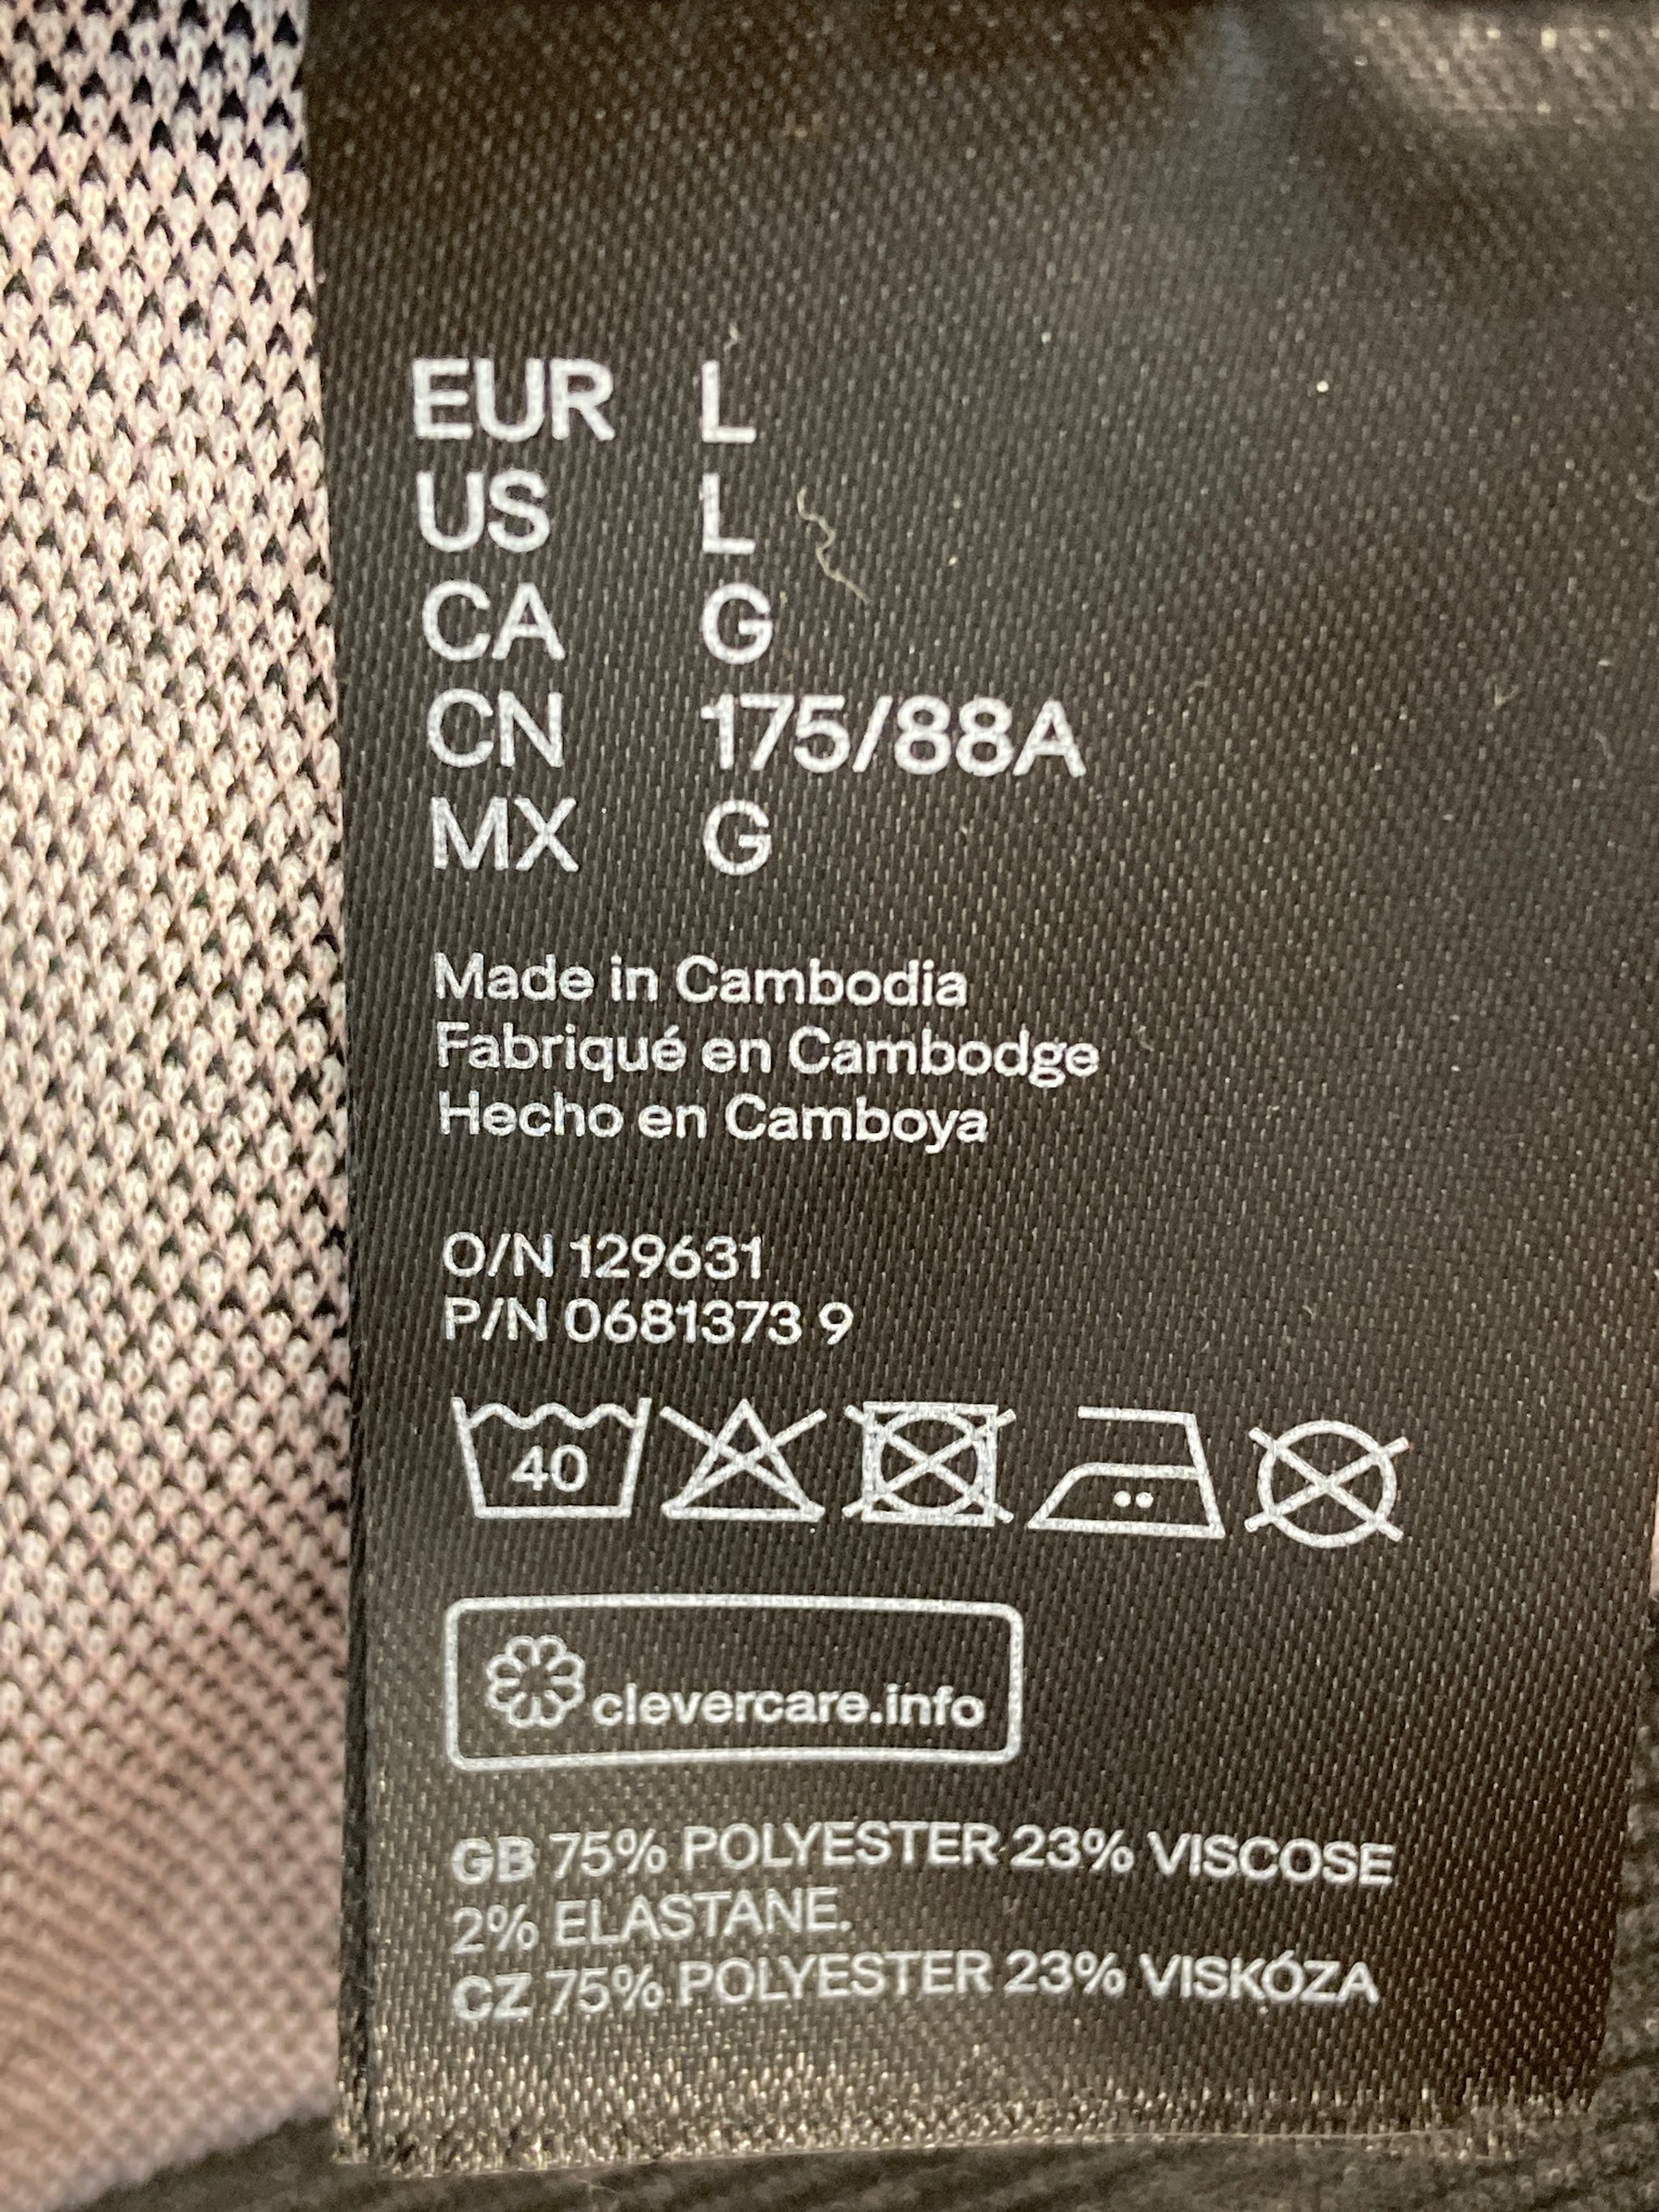 EUR L
US L
CA G
CN 175/88A
MX G
Made in Cambodia
Fabriqué en Cambodge
Hecho en Camboya
O/N 129631
P/N 0681373 9
40
clevercare.info
GB 75% POLYESTER 23% VISCOSE
2% ELASTANE.
CZ 75% POLYESTER 23% VISKÓZA